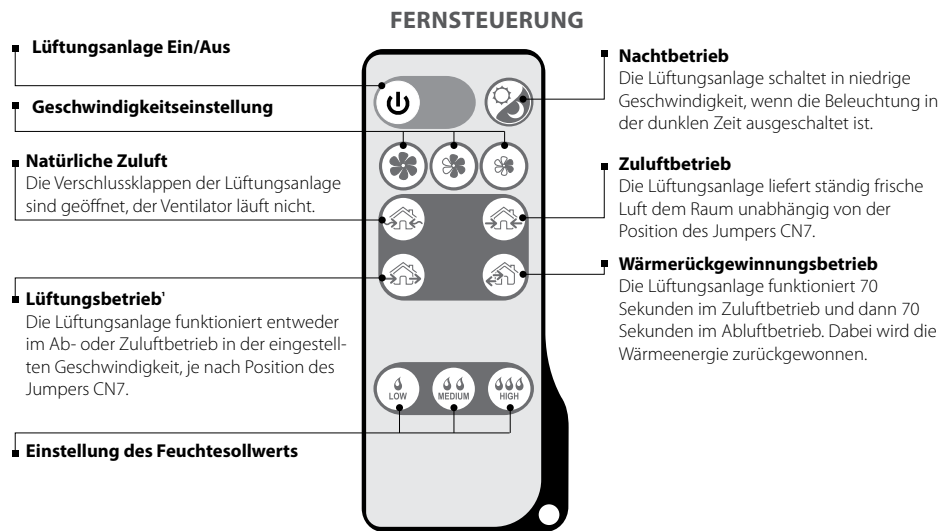 FERNSTEUERUNG
Lüftungsanlage Ein/Aus
Geschwindigkeitseinstellung
Natürliche Zuluft
Die Verschlussklappen der Lüftungsanlage
sind geöffnet, der Ventilator läuft nicht.
Lüftungsbetrieb¹
Die Lüftungsanlage funktioniert entweder
im Ab- oder Zuluftbetrieb in der eingestell-
ten Geschwindigkeit, je nach Position des
Jumpers CN7.
Einstellung des Feuchtesollwerts
LOW
MEDIUM
HIGH
Nachtbetrieb
Die Lüftungsanlage schaltet in niedrige
Geschwindigkeit, wenn die Beleuchtung in
der dunklen Zeit ausgeschaltet ist.
Zuluftbetrieb
Die Lüftungsanlage liefert ständig frische
Luft dem Raum unabhängig von der
Position des Jumpers CN7.
Wärmerückgewinnungsbetrieb
Die Lüftungsanlage funktioniert 70
Sekunden im Zuluftbetrieb und dann 70
Sekunden im Abluftbetrieb. Dabei wird die
Wärmeenergie zurückgewonnen.